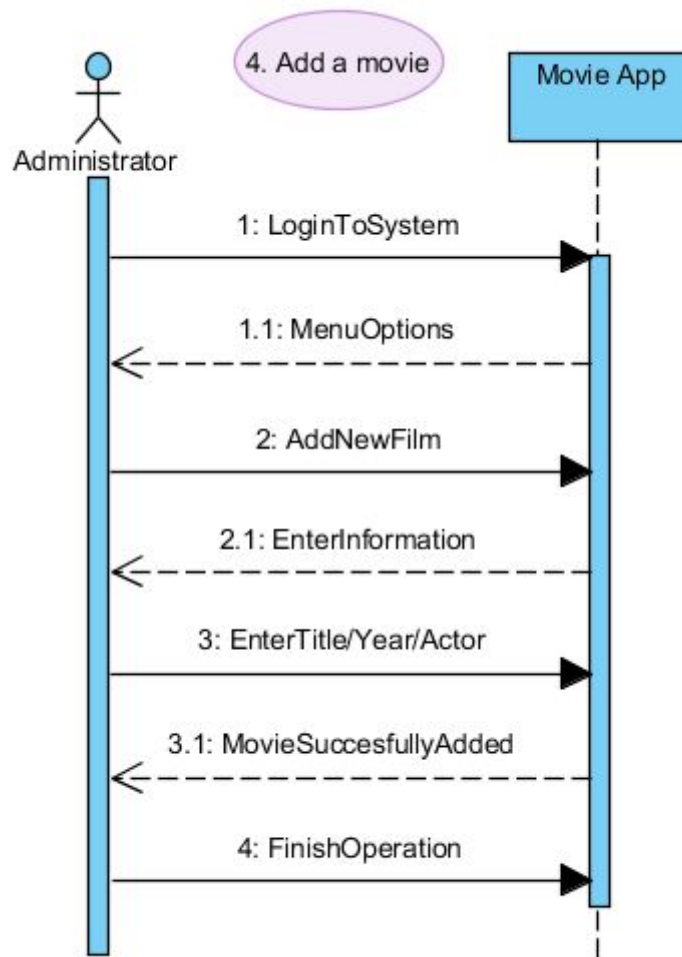 4. Add a movie
Movie App
Administrator
1: LoginToSystem
1.1: MenuOptions
2: AddNewFilm
2.1: EnterInformation
3: EnterTitle/Year/Actor
3.1: MovieSuccesfullyAdded
4: FinishOperation